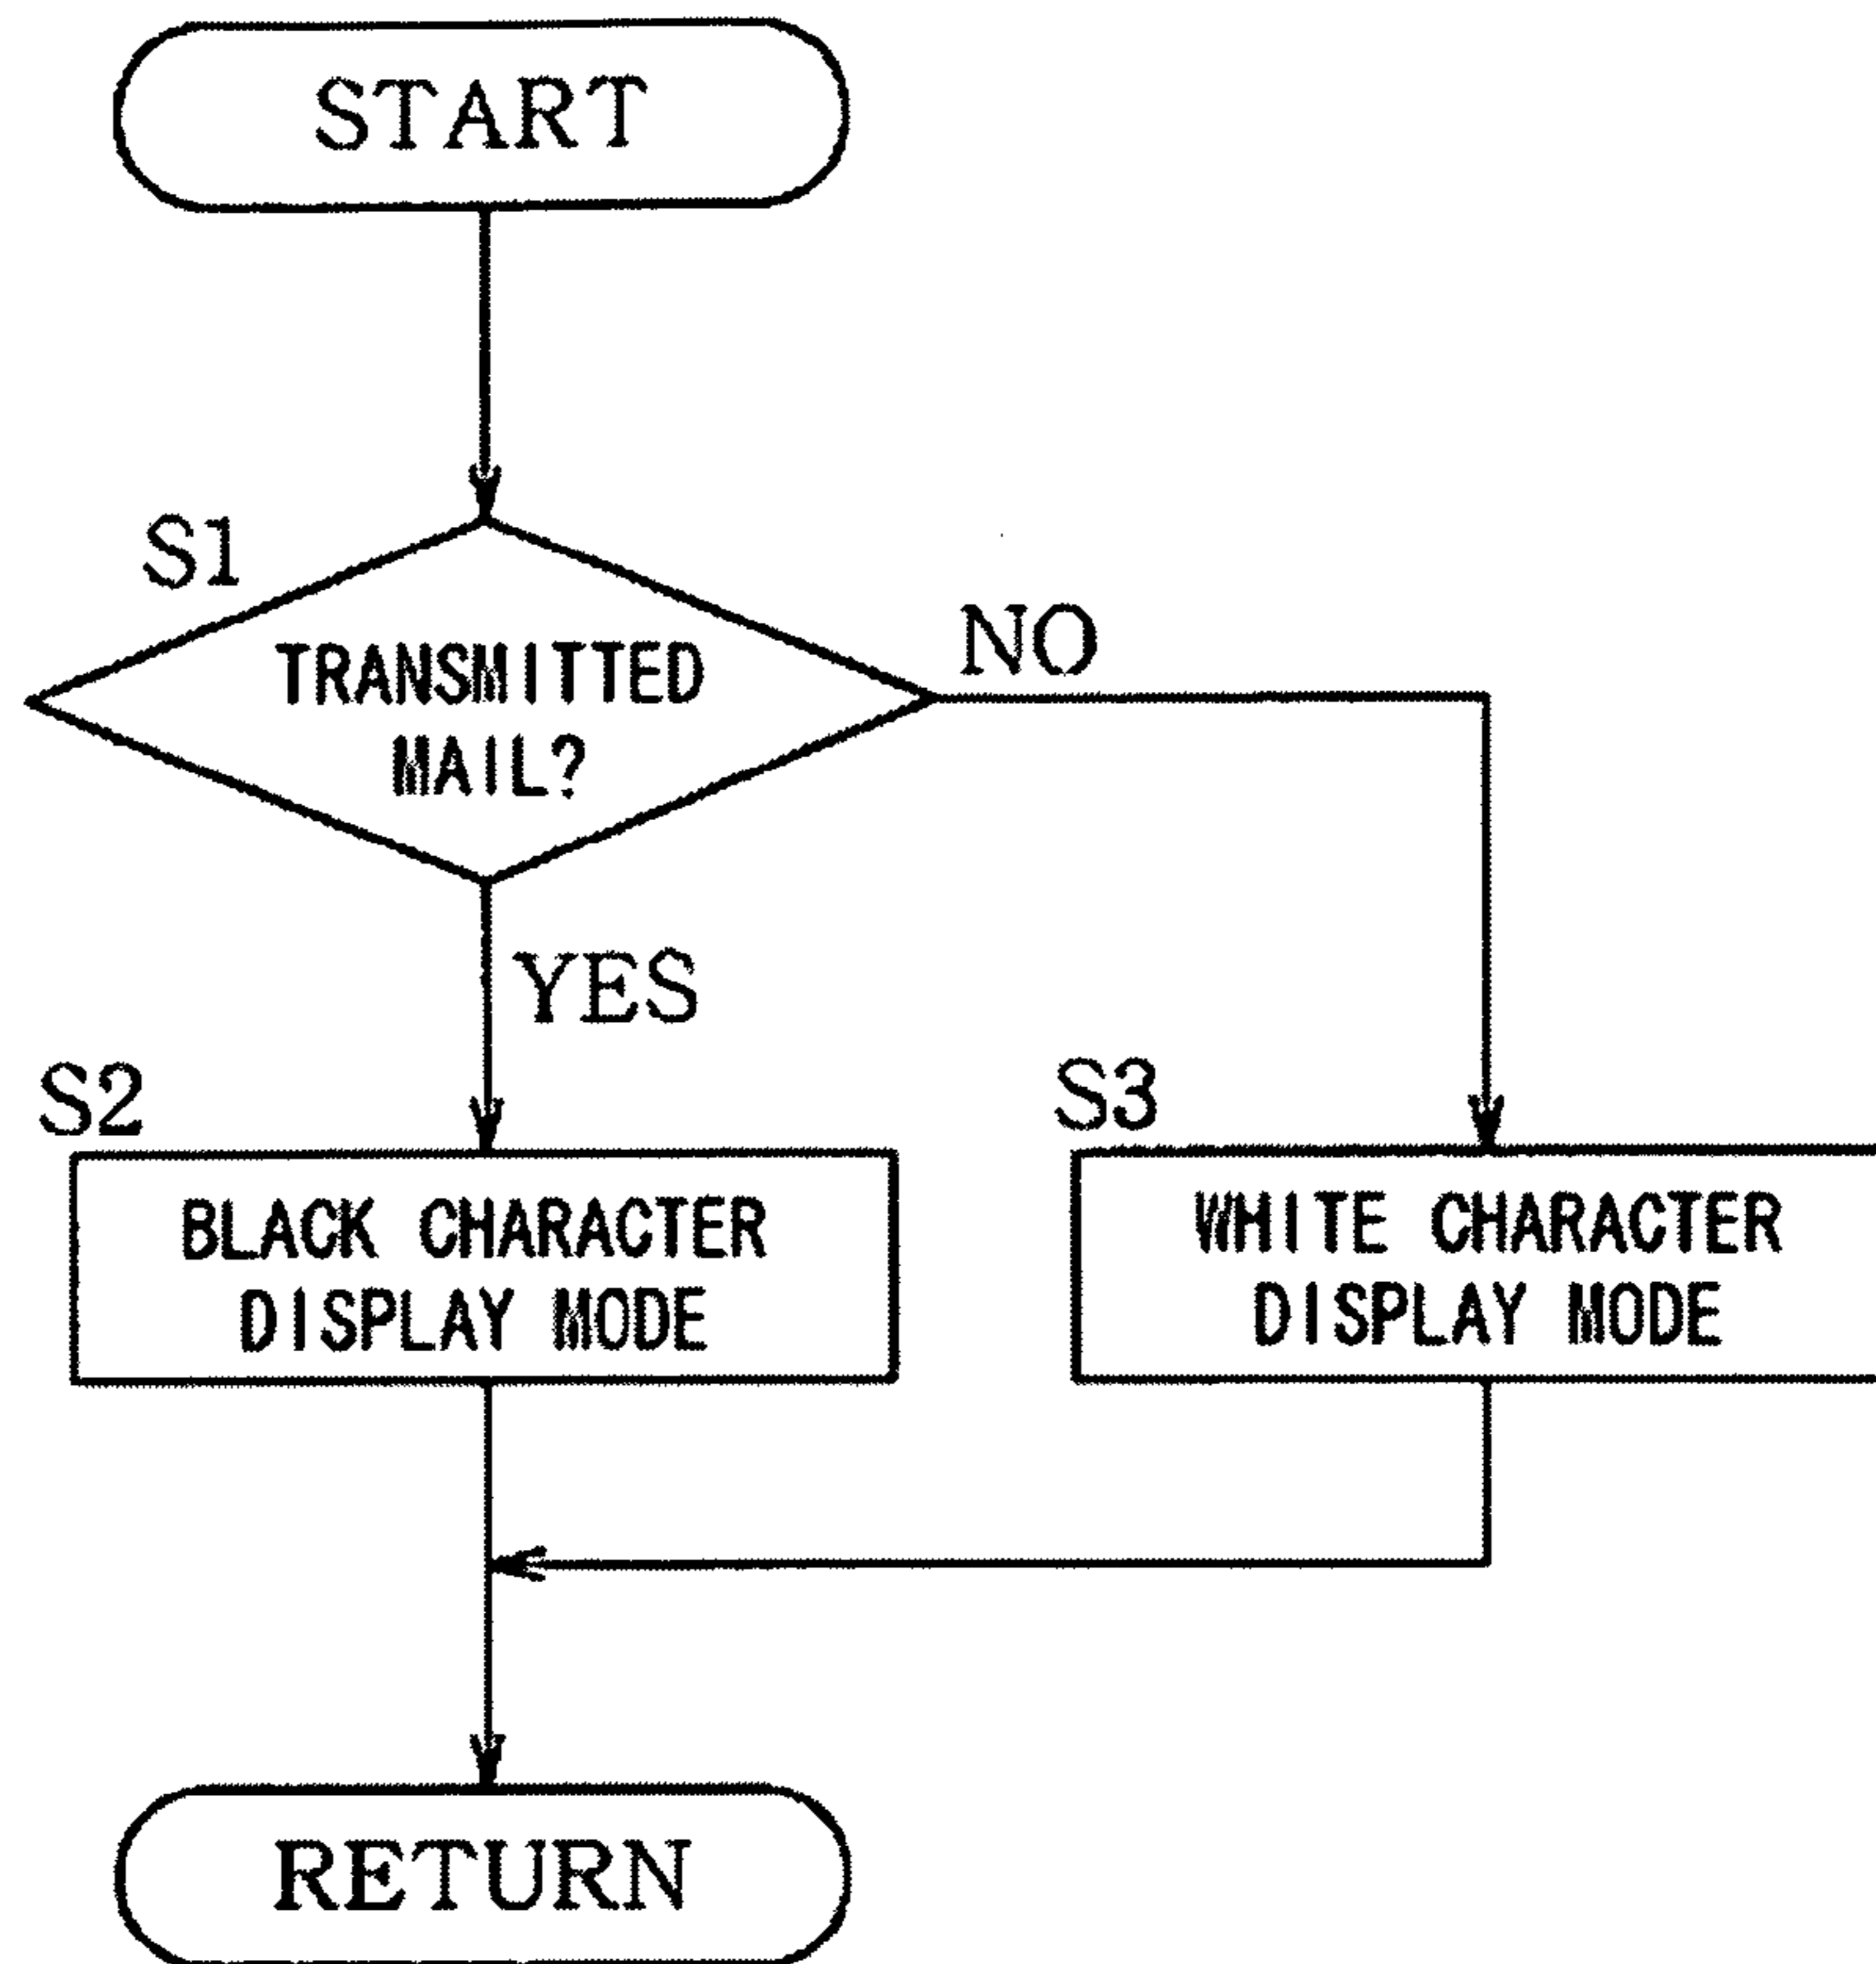 START
S1
TRANSMITTED
MAIL?
NO
YES
S2
BLACK CHARACTER
DISPLAY MODE
S3
WHITE CHARACTER
DISPLAY MODE
RETURN